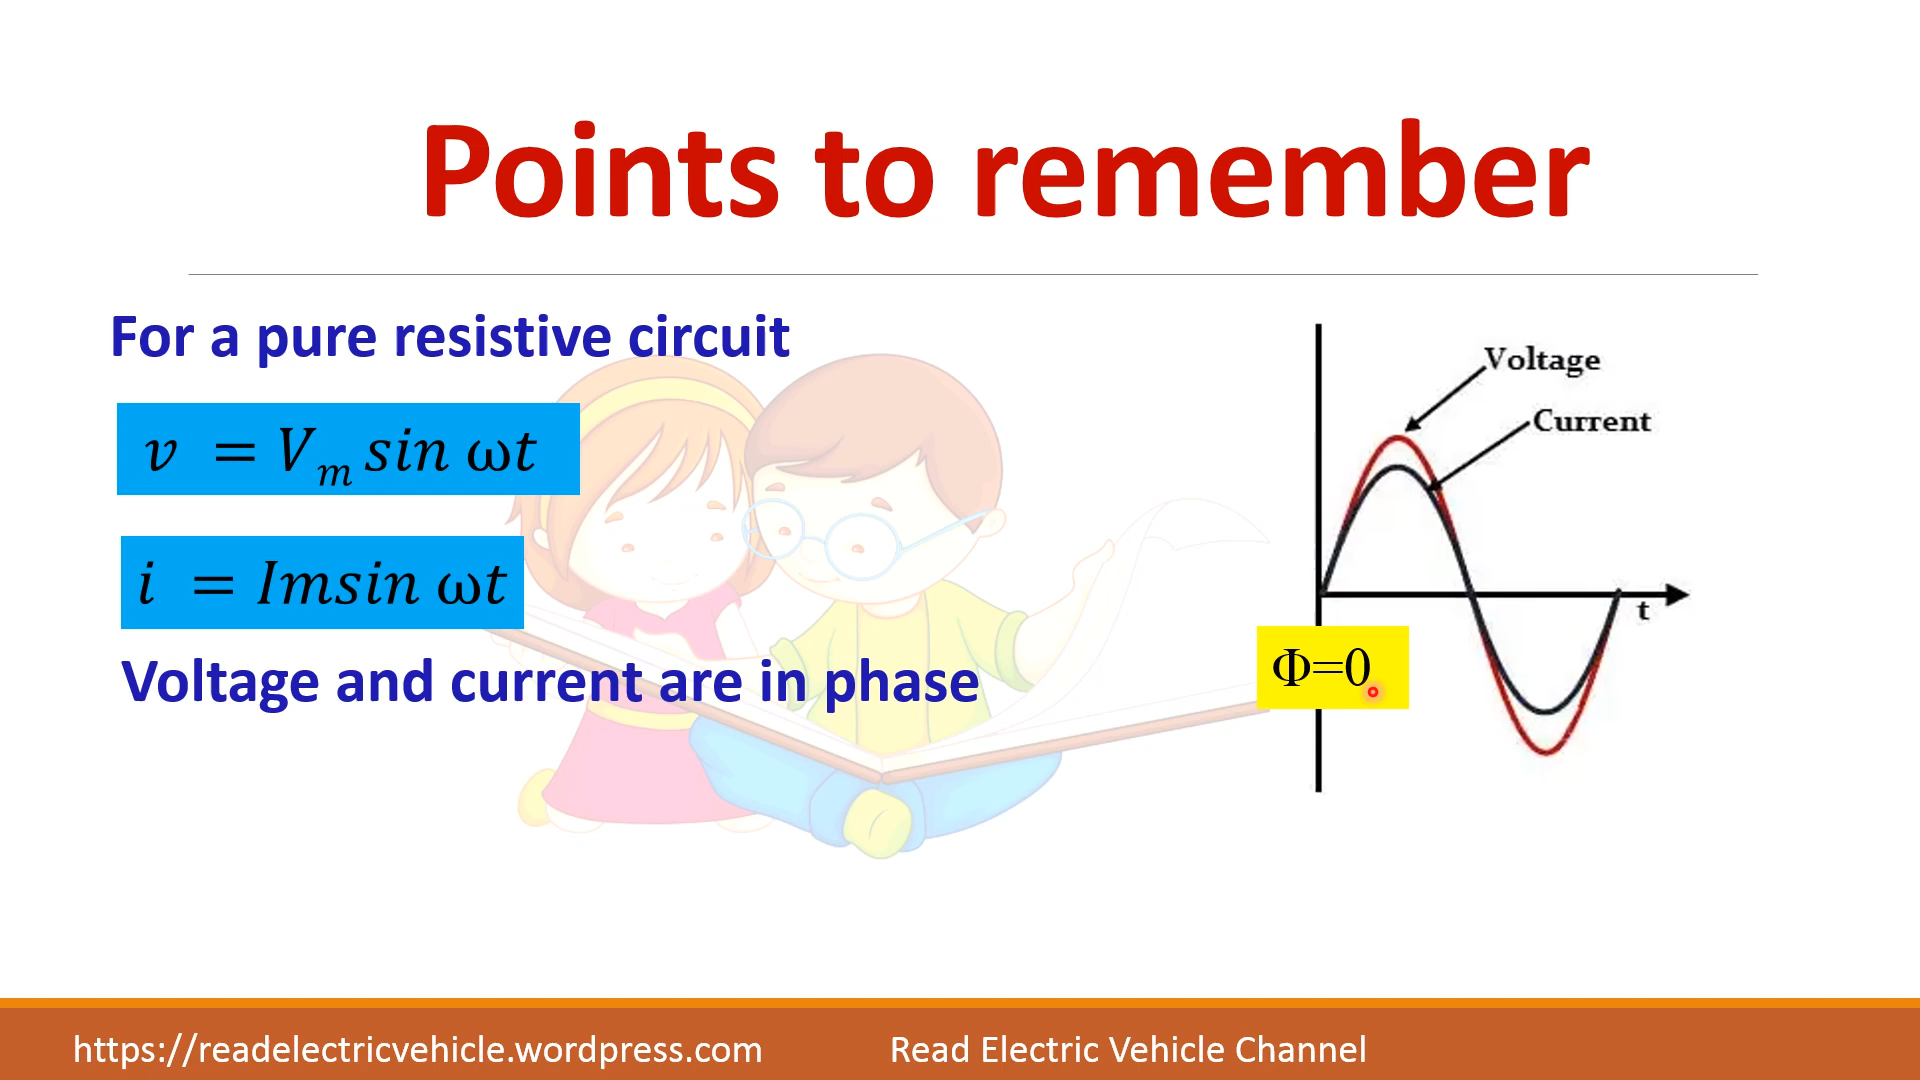 Points to remember
For a pure resistive circuit
v = Vₘ sin ωt
i = Imsin ωt
Voltage and current are in phase
Voltage
Current
t
Φ=0
https://readelectricvehicle.wordpress.com
Read Electric Vehicle Channel